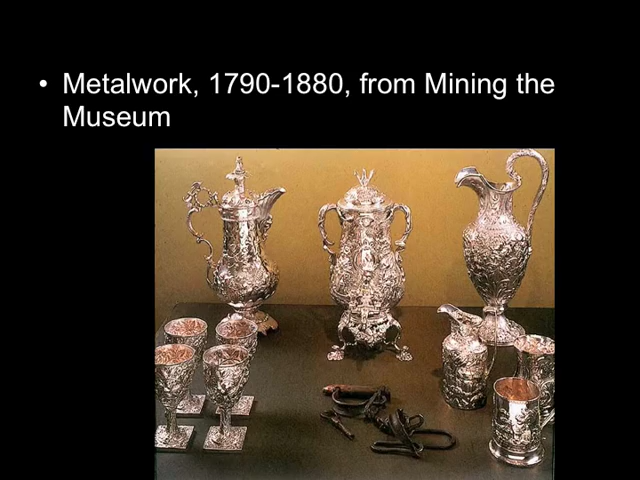 • Metalwork, 1790-1880, from Mining the
Museum